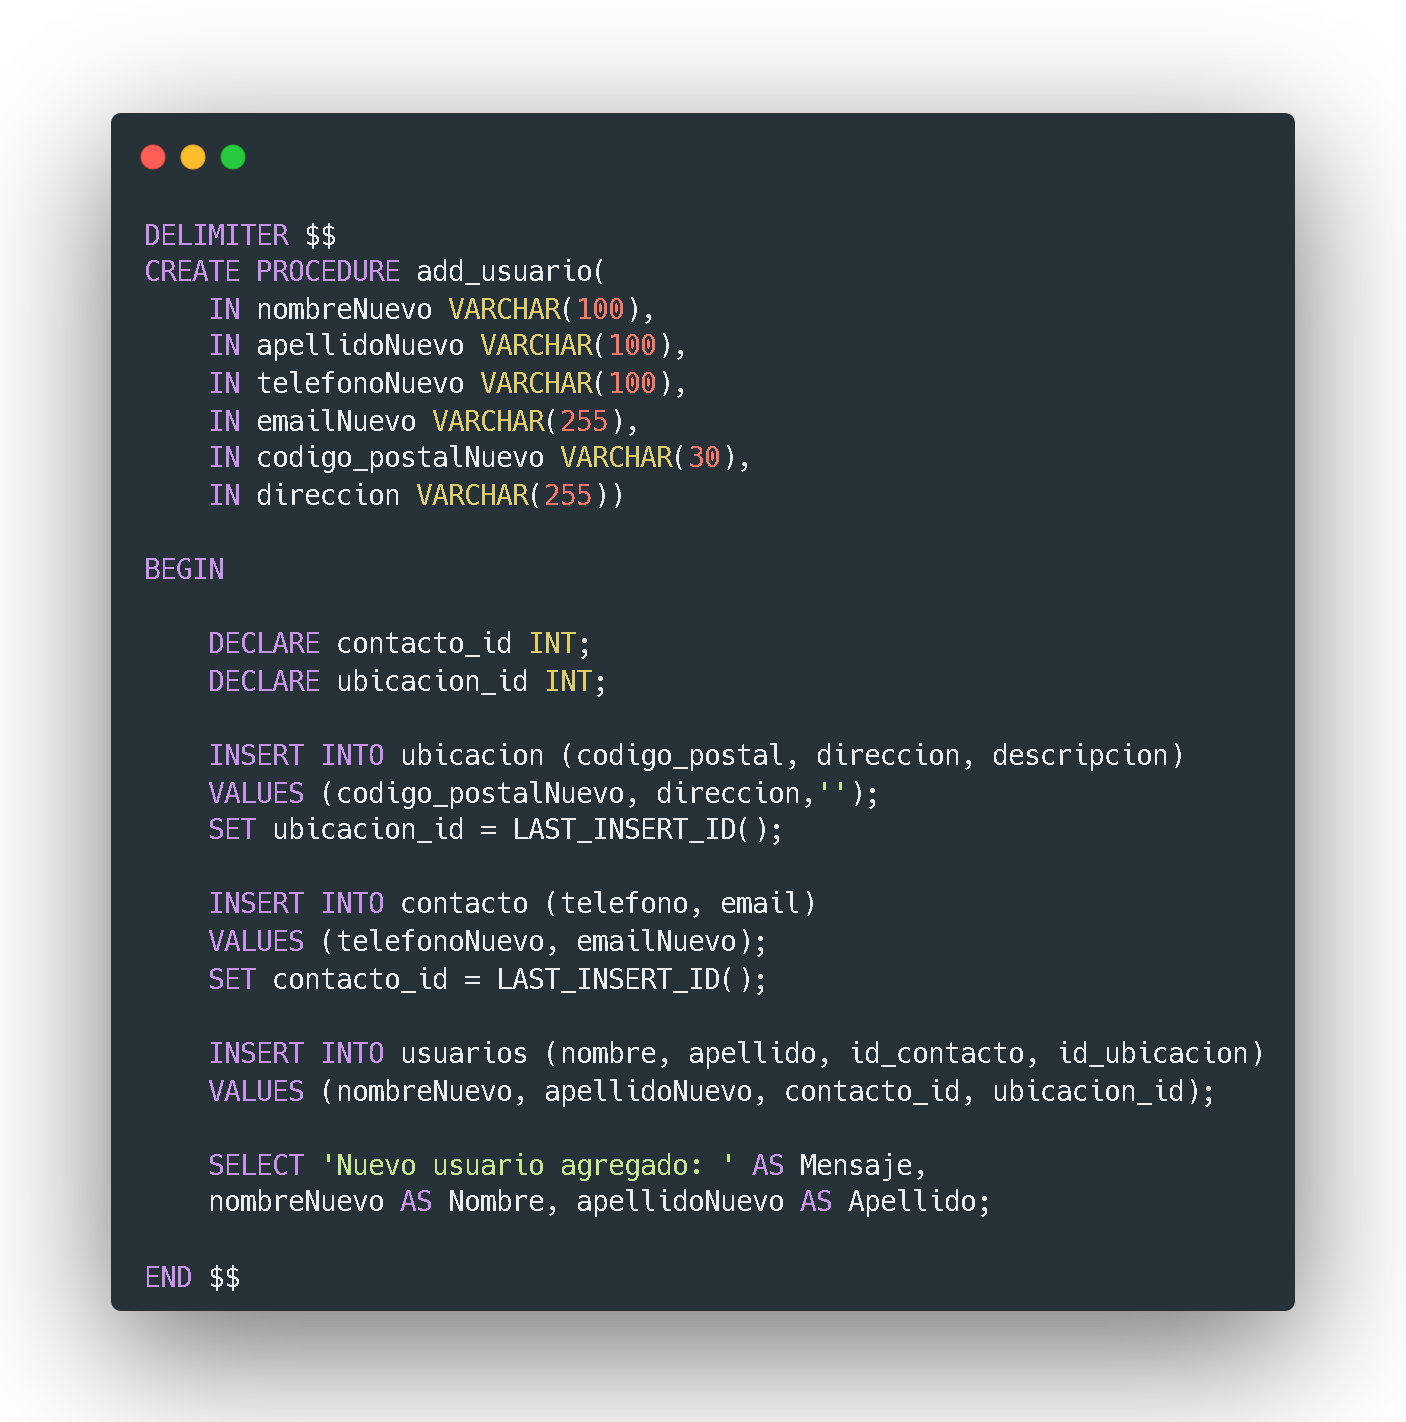 DELIMITER $$
CREATE PROCEDURE add_usuario(
    IN nombreNuevo VARCHAR(100),
    IN apellidoNuevo VARCHAR(100),
    IN telefonoNuevo VARCHAR(100),
    IN emailNuevo VARCHAR(255),
    IN codigo_postalNuevo VARCHAR(30),
    IN direccion VARCHAR(255))
BEGIN
    DECLARE contacto_id INT;
    DECLARE ubicacion_id INT;
    INSERT INTO ubicacion (codigo_postal, direccion, descripcion)
    VALUES (codigo_postalNuevo, direccion,'');
    SET ubicacion_id = LAST_INSERT_ID();
    INSERT INTO contacto (telefono, email)
    VALUES (telefonoNuevo, emailNuevo);
    SET contacto_id = LAST_INSERT_ID();
    INSERT INTO usuarios (nombre, apellido, id_contacto, id_ubicacion)
    VALUES (nombreNuevo, apellidoNuevo, contacto_id, ubicacion_id);
    SELECT 'Nuevo usuario agregado: ' AS Mensaje,
    nombreNuevo AS Nombre, apellidoNuevo AS Apellido;
END $$